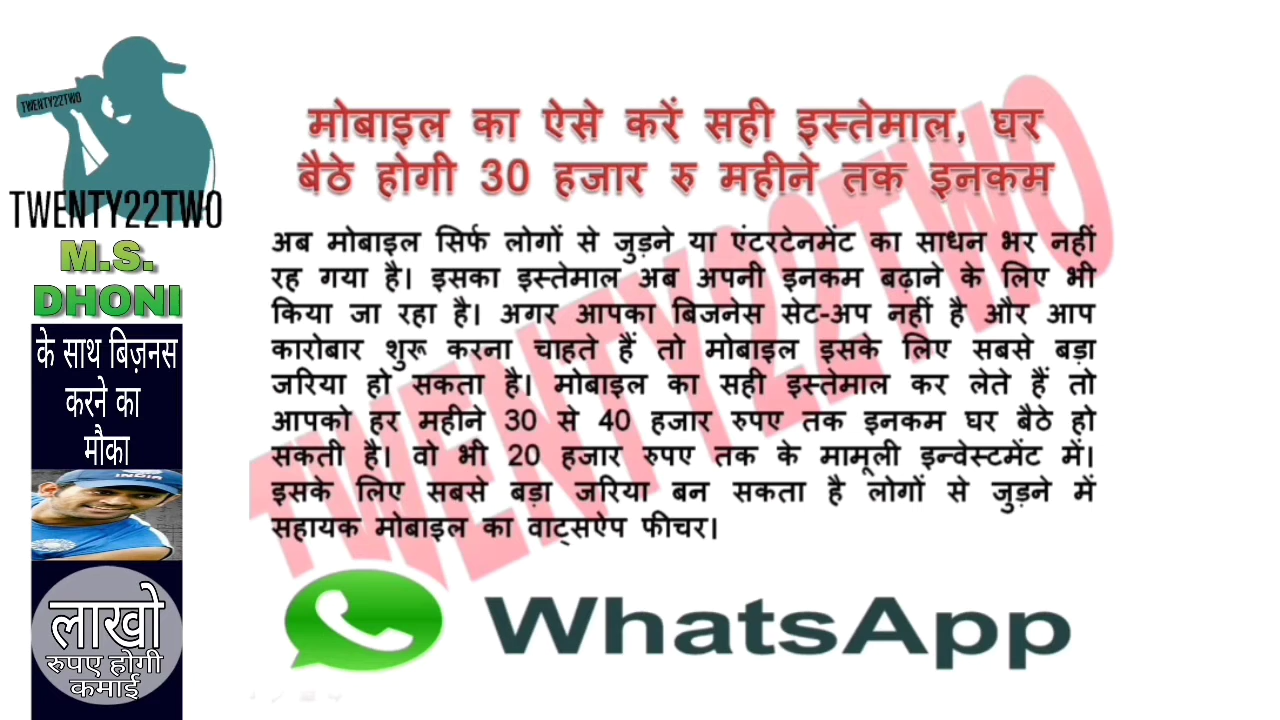 TWENTY22TWO
TWENTY22TWO
M.S.
DHONI
के साथ बिज़नस
करने का
मौका
INDIA
लाखो
रुपए होगी
कमाई
मोबाइल का ऐसे करें सही इस्तेमाल, घर
बैठे होगी 30 हजार रु महीने तक इनकम
अब मोबाइल सिर्फ लोगों से जुड़ने या एंटरटेनमेंट का साधन भर नहीं
रह गया है। इसका इस्तेमाल अब अपनी इनकम बढ़ाने के लिए भी
किया जा रहा है। अगर आपका बिजनेस सेट-अप नहीं है और आप
कारोबार शुरू करना चाहते हैं तो मोबाइल इसके लिए सबसे बड़ा
जरिया हो सकता है। मोबाइल का सही इस्तेमाल कर लेते हैं तो
आपको हर महीने 30 से 40 हजार रुपए तक इनकम घर बैठे हो
सकती है। वो भी 20 हजार रुपए तक के मामूली इन्वेस्टमेंट में।
इसके लिए सबसे बड़ा जरिया बन सकता है लोगों से जुड़ने में
सहायक मोबाइल का वाट्सऐप फीचर।
TWENTY22TWO
WhatsApp